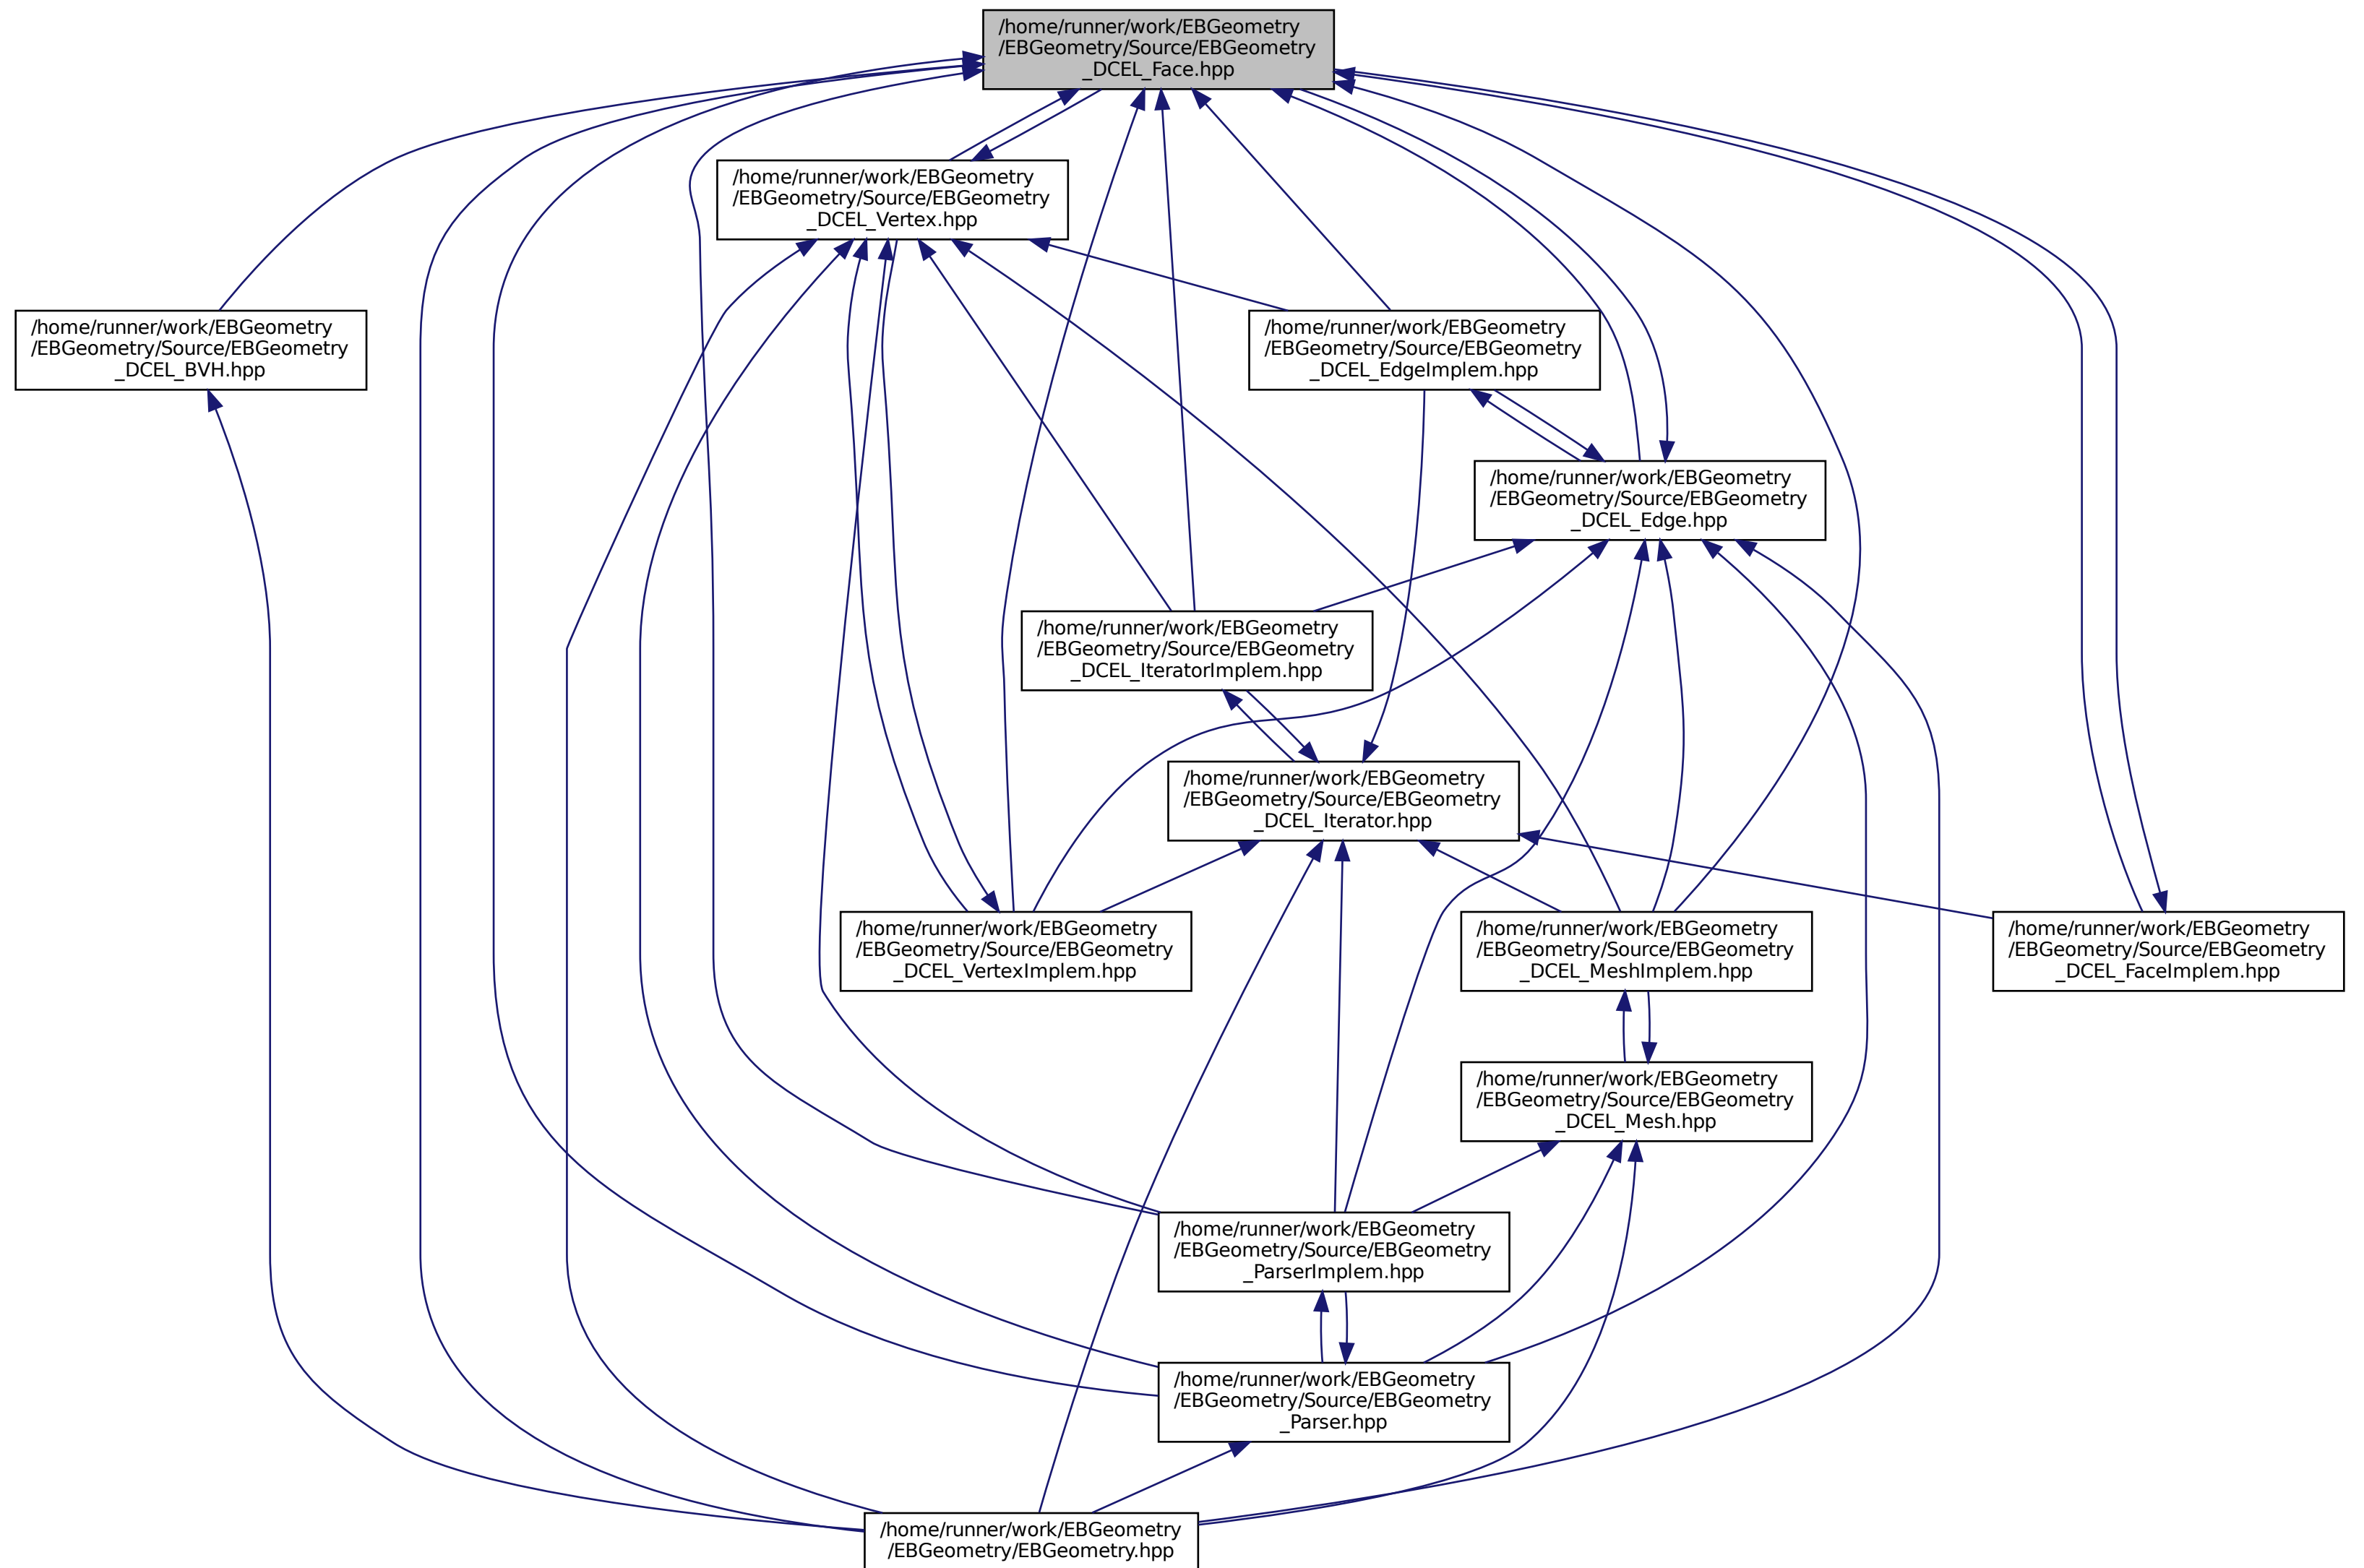 /home/runner/work/EBGeometry
/EBGeometry/Source/EBGeometry
_DCEL_Face.hpp
/home/runner/work/EBGeometry
/EBGeometry/Source/EBGeometry
_DCEL_Vertex.hpp
/home/runner/work/EBGeometry
/EBGeometry/Source/EBGeometry
_DCEL_BVH.hpp
/home/runner/work/EBGeometry
/EBGeometry/Source/EBGeometry
_DCEL_EdgeImplem.hpp
/home/runner/work/EBGeometry
/EBGeometry/Source/EBGeometry
_DCEL_Edge.hpp
/home/runner/work/EBGeometry
/EBGeometry/Source/EBGeometry
_DCEL_IteratorImplem.hpp
/home/runner/work/EBGeometry
/EBGeometry/Source/EBGeometry
_DCEL_Iterator.hpp
/home/runner/work/EBGeometry
/EBGeometry/Source/EBGeometry
_DCEL_VertexImplem.hpp
/home/runner/work/EBGeometry
/EBGeometry/Source/EBGeometry
_DCEL_MeshImplem.hpp
/home/runner/work/EBGeometry
/EBGeometry/Source/EBGeometry
_DCEL_FaceImplem.hpp
/home/runner/work/EBGeometry
/EBGeometry/Source/EBGeometry
_DCEL_Mesh.hpp
/home/runner/work/EBGeometry
/EBGeometry/Source/EBGeometry
_ParserImplem.hpp
/home/runner/work/EBGeometry
/EBGeometry/Source/EBGeometry
_Parser.hpp
/home/runner/work/EBGeometry
/EBGeometry/EBGeometry.hpp